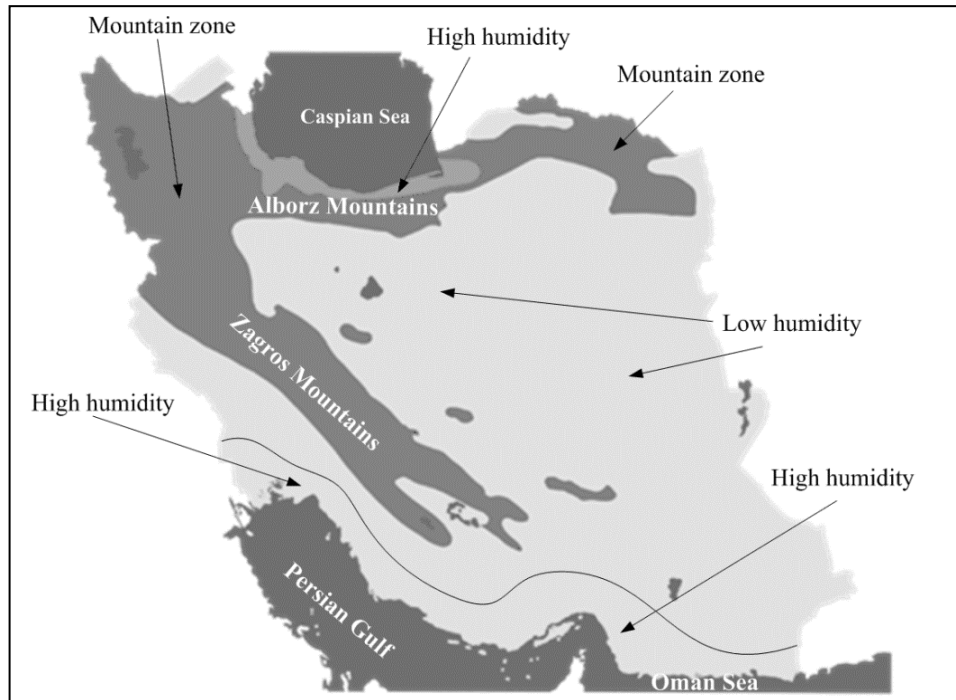 Mountain zone
High humidity
Mountain zone
Caspian Sea
Alborz Mountains
Low humidity
Zagros Mountains
High humidity
High humidity
Persian Gulf
Oman Sea